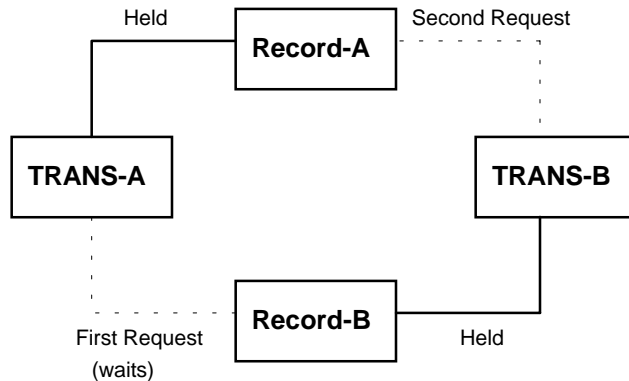 Held
Second Request
Record-A
TRANS-A
TRANS-B
Record-B
First Request
(waits)
Held